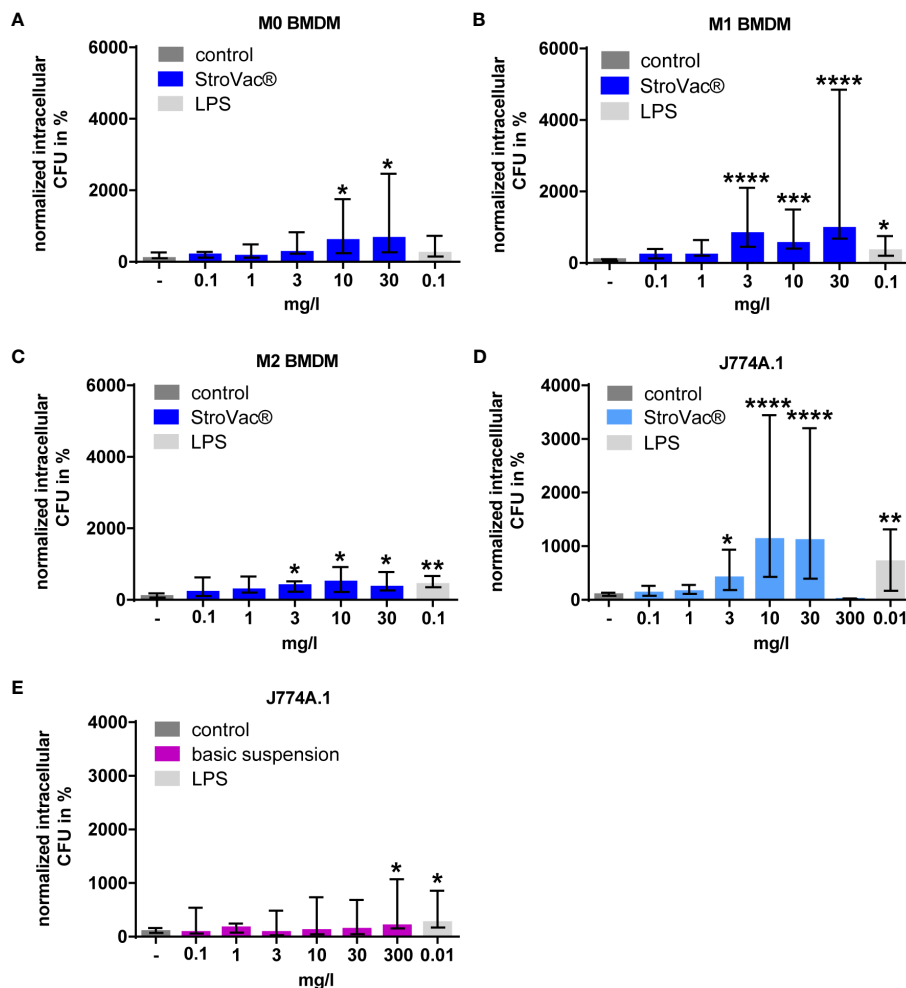 A
M0 BMDM
normalized intracellular
CFU in %
6000
4000
2000
0
control
StroVac®
LPS
* *
- 0.1 1 3 10 30 0.1
mg/l
B
M1 BMDM
normalized intracellular
CFU in %
6000
4000
2000
0
control
StroVac®
LPS
**** *** **** *
- 0.1 1 3 10 30 0.1
mg/l
C
M2 BMDM
normalized intracelllular
CFU in %
6000
4000
2000
0
control
StroVac®
LPS
* * * **
- 0.1 1 3 10 30 0.1
mg/l
D
J774A.1
normalized intracelllular
CFU in %
4000
3000
2000
1000
0
control
StroVac®
LPS
* **** **** **
- 0.1 1 3 10 30 300 0.01
mg/l
E
J774A.1
normalized intracellular
CFU in %
4000
3000
2000
1000
0
control
basic suspension
LPS
* *
- 0.1 1 3 10 30 300 0.01
mg/l